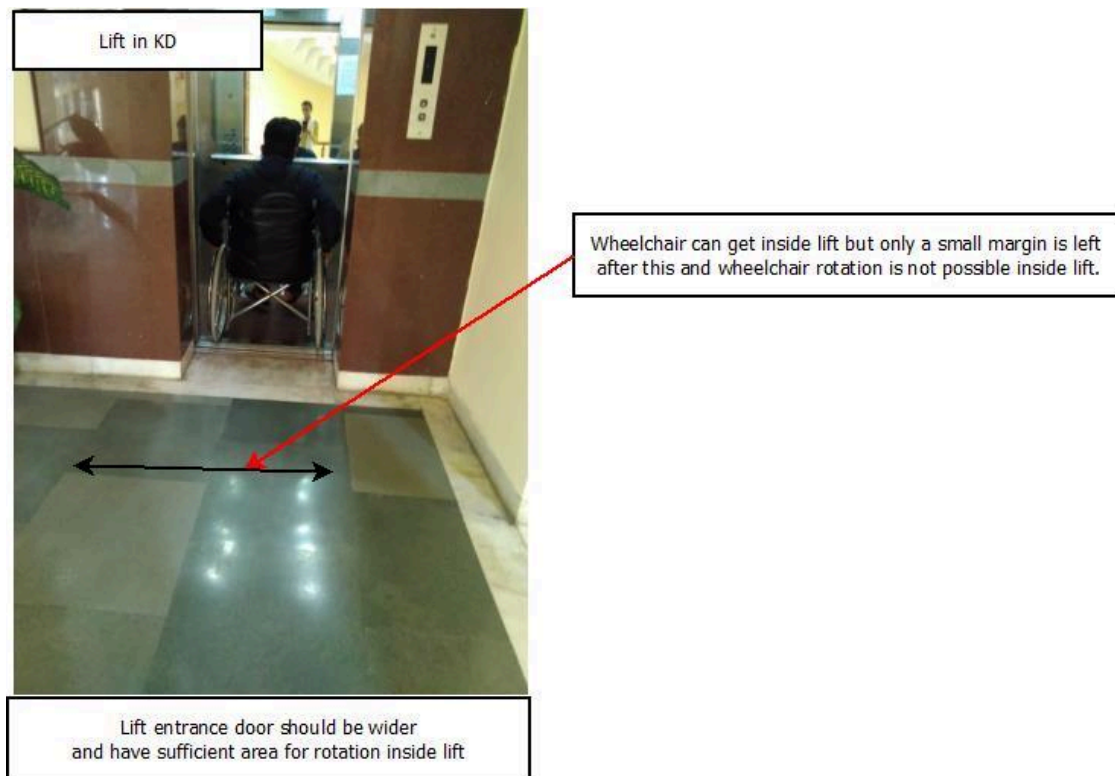 Lift in KD
Wheelchair can get inside lift but only a small margin is left
after this and wheelchair rotation is not possible inside lift.
Lift entrance door should be wider
and have sufficient area for rotation inside lift